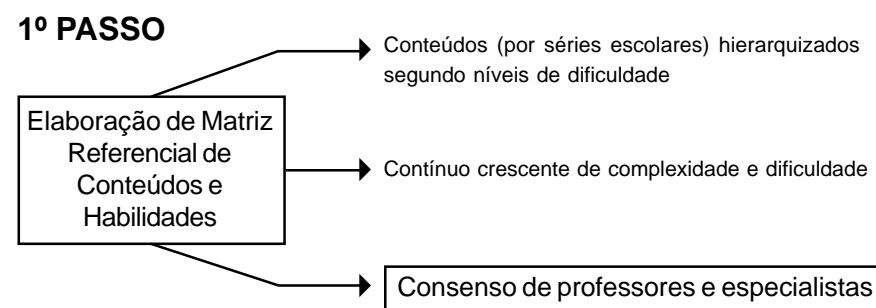 1º PASSO
Conteúdos (por séries escolares) hierarquizados
segundo níveis de dificuldade
Elaboração de Matriz
Referencial de
Conteúdos e
Habilidades
Contínuo crescente de complexidade e dificuldade
Consenso de professores e especialistas